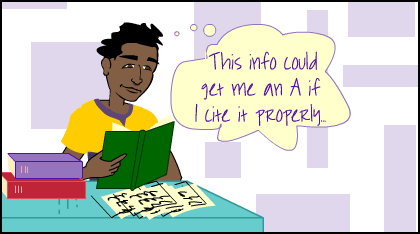 This info could
get me an A if
I cite it properly...